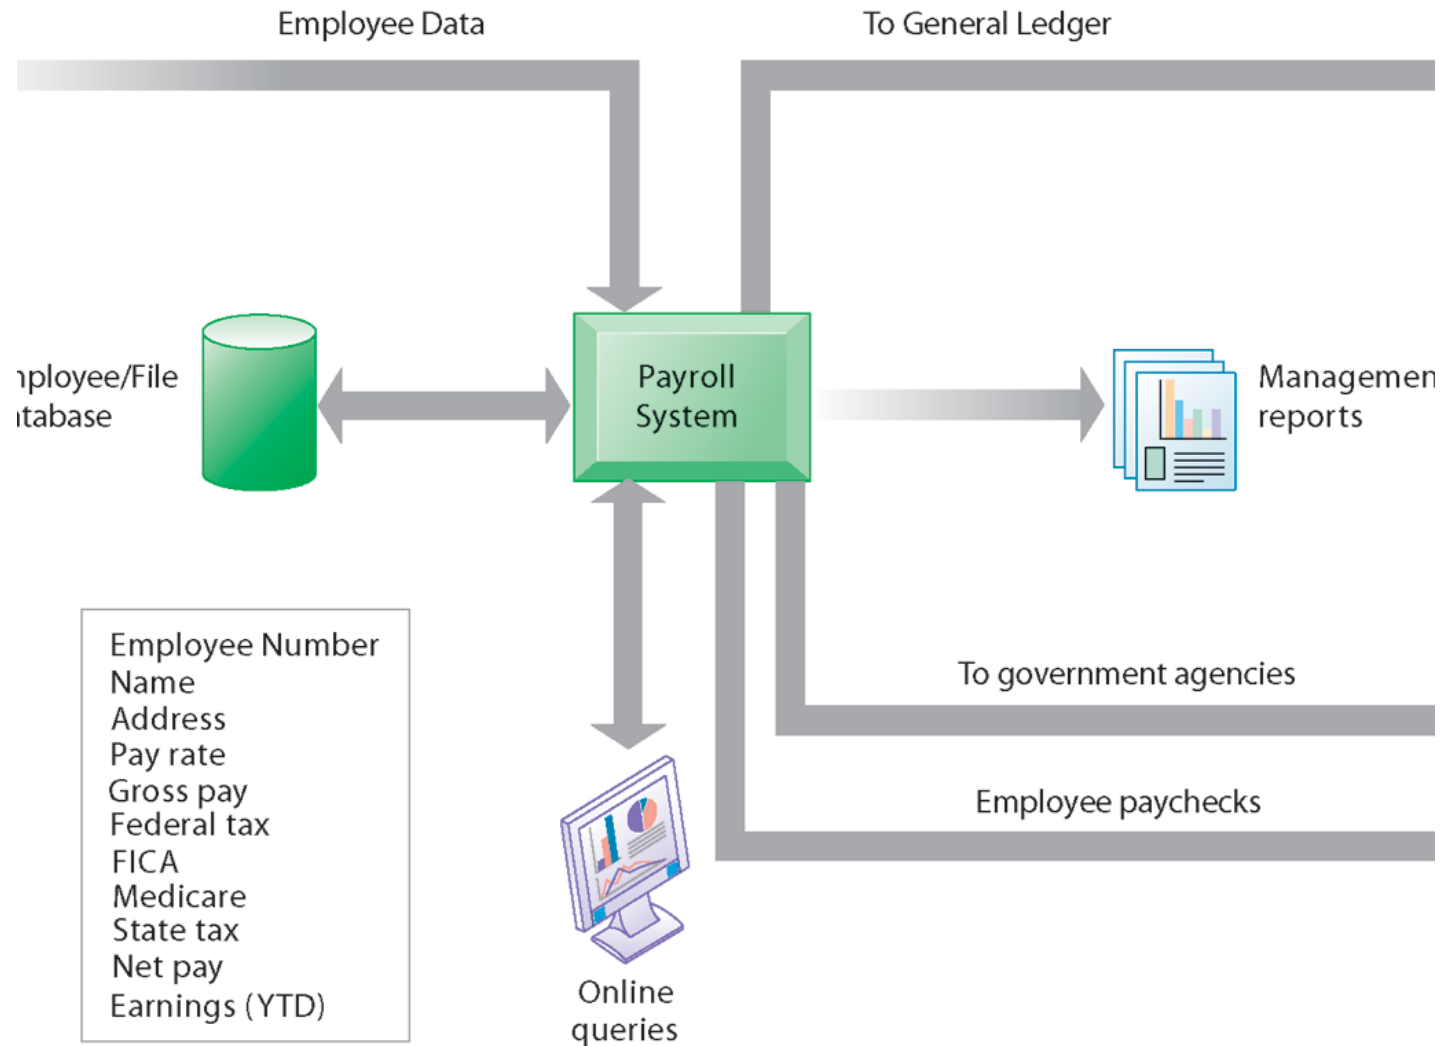 Employee Data
To General Ledger
mployee/File
atabase
Payroll
System
Managemen
reports
Employee Number
Name
Address
Pay rate
Gross pay
Federal tax
FICA
Medicare
State tax
Net pay
Earnings (YTD)
To government agencies
Employee paychecks
Online
queries